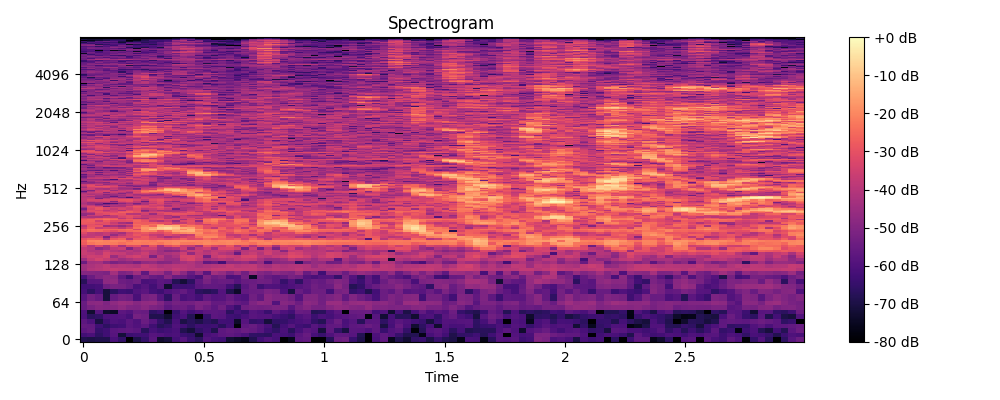 Spectrogram
Hz
4096
2048
1024
512
256
128
64
0
0
0.5
1
1.5
2
2.5
Time
+0 dB
-10 dB
-20 dB
-30 dB
-40 dB
-50 dB
-60 dB
-70 dB
-80 dB